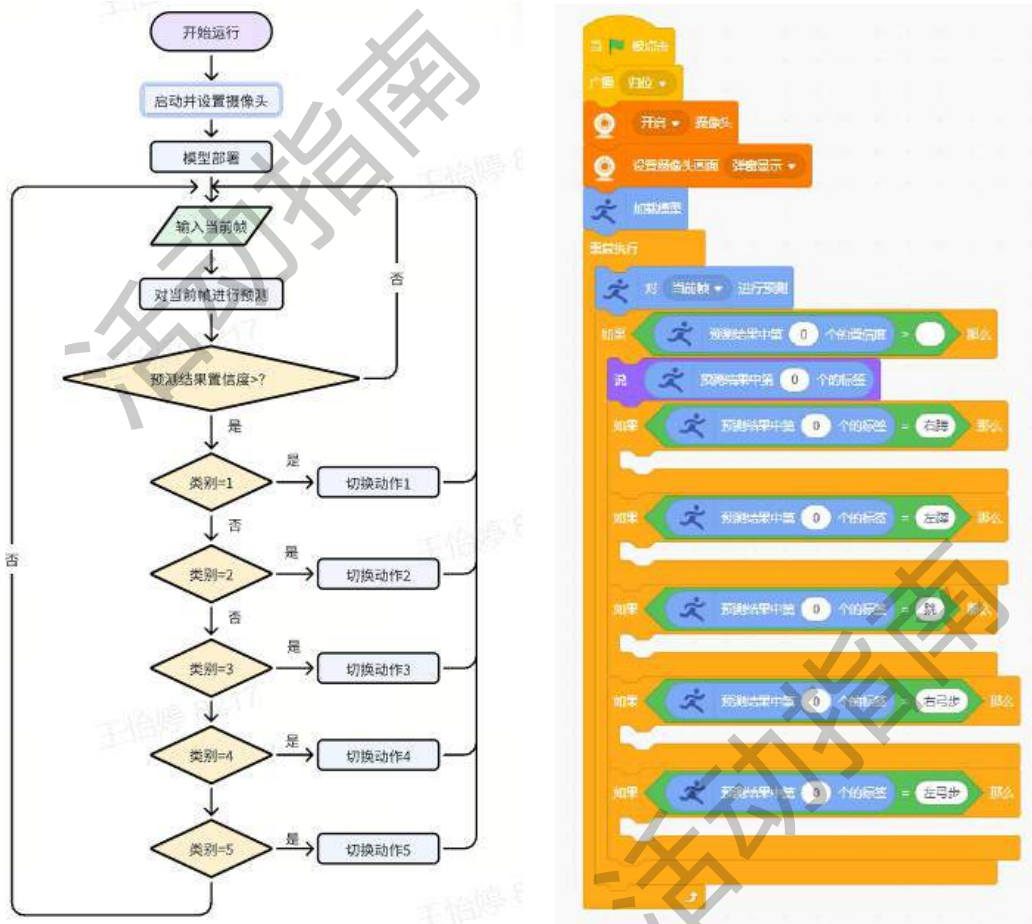 开始运行
启动并设置摄像头
模型部署
输入当前帧
对当前帧进行预测
否
预测结果置信度>?
是
类别=1
是
切换动作1
否
类别=2
是
切换动作2
否
类别=3
是
切换动作3
类别=4
是
切换动作4
类别=5
是
切换动作5
否
当 被点击
广播 归位
开启 摄像头
设置摄像头画面 弹窗显示
加载模型
重复执行
对 当前帧 进行预测
如果 预测结果中第 0 个的置信度 > 那么
说 预测结果中第 0 个的标签
如果 预测结果中第 0 个的标签 = 右蹲 那么
如果 预测结果中第 0 个的标签 = 左蹲 那么
如果 预测结果中第 0 个的标签 = 跳 那么
如果 预测结果中第 0 个的标签 = 右弓步 那么
如果 预测结果中第 0 个的标签 = 左弓步 那么
活动指南
活动指南